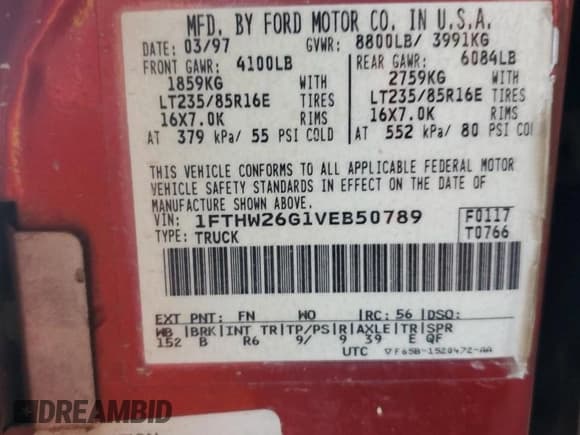 MFD. BY FORD MOTOR CO. IN U.S.A.
DATE: 03/97 GVWR: 8800LB/ 3991KG
FRONT GAWR: 4100LB REAR GAWR: 6084LB
1859KG WITH 2759KG WITH
LT235/85R16E TIRES LT235/85R16E TIRES
16X7.0K RIMS 16X7.0K RIMS
AT 379 kPa/ 55 PSI COLD AT 552 kPa/ 80 PSI COL
THIS VEHICLE CONFORMS TO ALL APPLICABLE FEDERAL MOTOR
VEHICLE SAFETY STANDARDS IN EFFECT ON THE DATE OF
MANUFACTURE SHOWN ABOVE.
VIN: 1FTHW26G1VEB50789 F0117
TYPE: TRUCK T0766
EXT PNT: FN WO RC: 56 DSO:
WB BRK INT TR TP/PS R AXLE TR SPR
152 B R6 9/ 9 39 E QF
UTC F65B-1520472-AA
DREAMBID